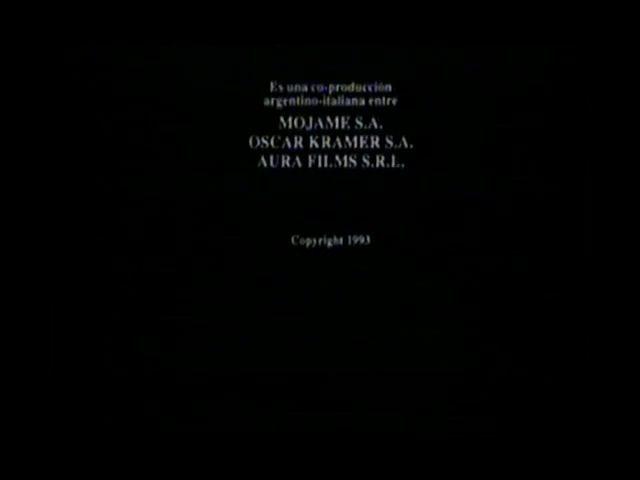 Es una co-producción
argentino-italiana entre
MOJAME S.A.
OSCAR KRAMER S.A.
AURA FILMS S.R.L.
Copyright 1993